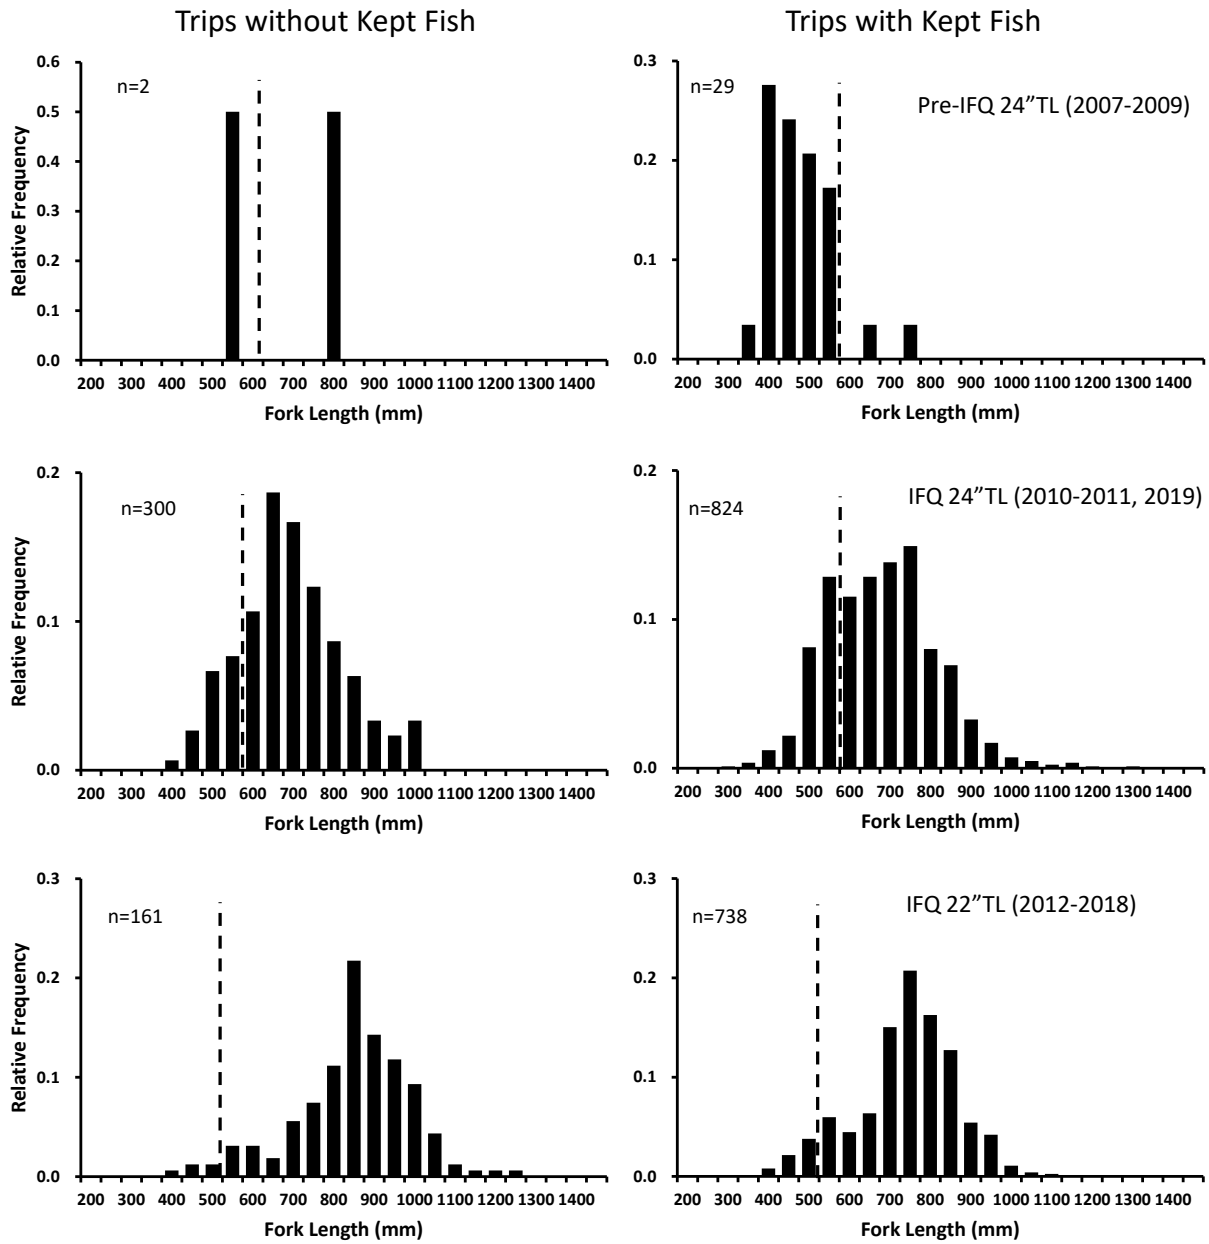 Trips without Kept Fish
Trips with Kept Fish
0.6
0.5
0.4
0.3
0.2
0.1
0.0
Relative Frequency
n=2
200 300 400 500 600 700 800 900 1000 1100 1200 1300 1400
Fork Length (mm)
0.3
0.2
0.1
0.0
n=29
Pre-IFQ 24”TL (2007-2009)
200 300 400 500 600 700 800 900 1000 1100 1200 1300 1400
Fork Length (mm)
0.2
0.1
0.0
Relative Frequency
n=300
200 300 400 500 600 700 800 900 1000 1100 1200 1300 1400
Fork Length (mm)
0.2
0.1
0.0
n=824
IFQ 24”TL (2010-2011, 2019)
200 300 400 500 600 700 800 900 1000 1100 1200 1300 1400
Fork Length (mm)
0.3
0.2
0.1
0.0
Relative Frequency
n=161
200 300 400 500 600 700 800 900 1000 1100 1200 1300 1400
Fork Length (mm)
0.3
0.2
0.1
0.0
n=738
IFQ 22”TL (2012-2018)
200 300 400 500 600 700 800 900 1000 1100 1200 1300 1400
Fork Length (mm)